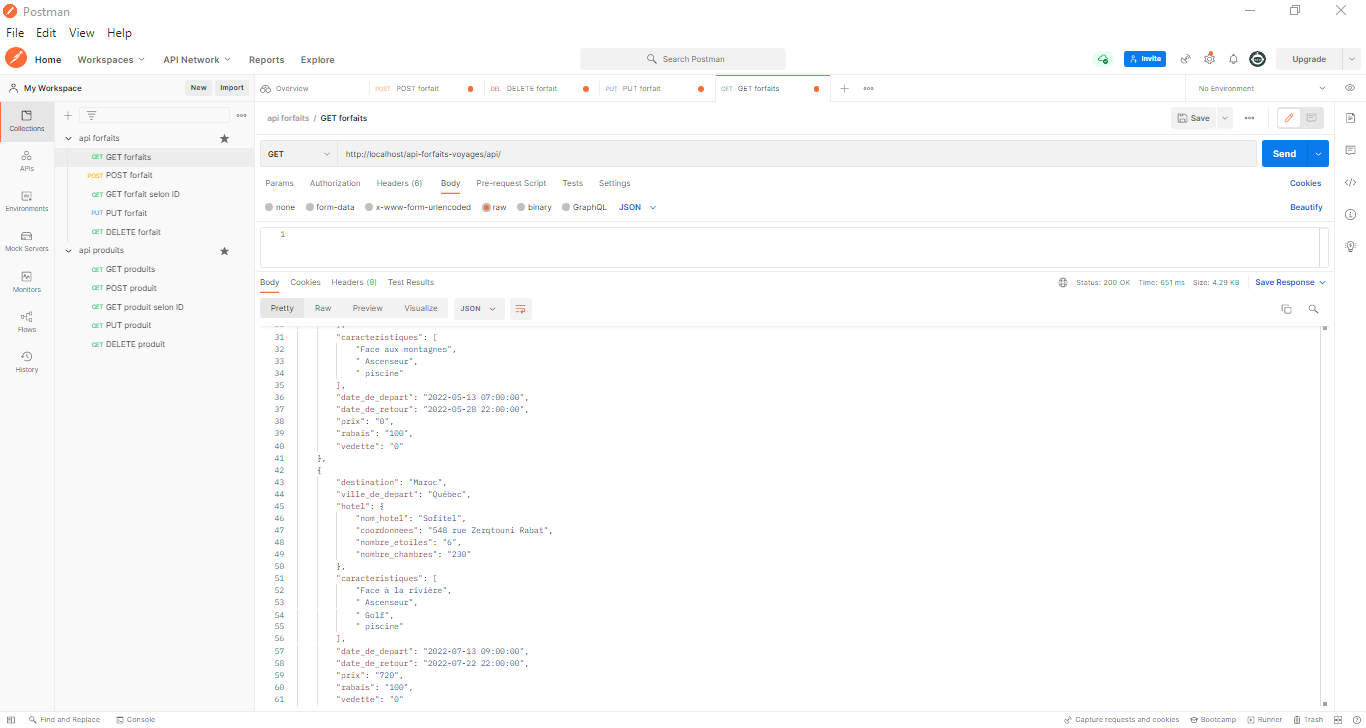 Postman
File Edit View Help
Home Workspaces API Network Reports Explore Search Postman Invite Upgrade
My Workspace New Import
Overview POST POST forfait DEL DELETE forfait PUT PUT forfait GET GET forfaits No Environment
Collections
APIs
Environments
Mock Servers
Monitors
Flows
History
api forfaits
GET GET forfaits
POST POST forfait
GET GET forfait selon ID
PUT PUT forfait
GET DELETE forfait
api produits
GET GET produits
GET POST produit
GET GET produit selon ID
GET PUT produit
GET DELETE produit
api forfaits / GET forfaits Save
GET http://localhost/api-forfaits-voyages/api/ Send
Params Authorization Headers (6) Body Pre-request Script Tests Settings Cookies
none form-data x-www-form-urlencoded raw binary GraphQL JSON Beautify
1
Body Cookies Headers (8) Test Results Status: 200 OK Time: 651 ms Size: 4.29 KB Save Response
Pretty Raw Preview Visualize JSON
31 "caracteristiques": [
32 "Face aux montagnes",
33 " Ascenseur",
34 " piscine"
35 ],
36 "date_de_depart": "2022-05-13 07:00:00",
37 "date_de_retour": "2022-05-28 22:00:00",
38 "prix": "0",
39 "rabais": "100",
40 "vedette": "0"
41 },
42 {
43 "destination": "Maroc",
44 "ville_de_depart": "Québec",
45 "hotel": {
46 "nom_hotel": "Sofitel",
47 "coordonnees": "548 rue Zerqtouni Rabat",
48 "nombre_etoiles": "6",
49 "nombre_chambres": "230"
50 },
51 "caracteristiques": [
52 "Face à la rivière",
53 " Ascenseur",
54 " Golf",
55 " piscine"
56 ],
57 "date_de_depart": "2022-07-13 09:00:00",
58 "date_de_retour": "2022-07-22 22:00:00",
59 "prix": "720",
60 "rabais": "100",
61 "vedette": "0"
Find and Replace Console Capture requests and cookies Bootcamp Runner Trash